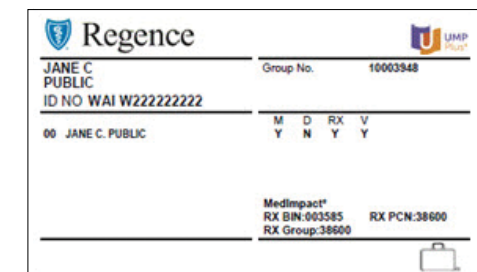 Regence
UMP
Plus
JANE C
PUBLIC
ID NO WAI W222222222
Group No. 10003948
00 JANE C. PUBLIC
M D RX V
Y N Y Y
MedImpact*
RX BIN:003585 RX PCN:38600
RX Group:38600